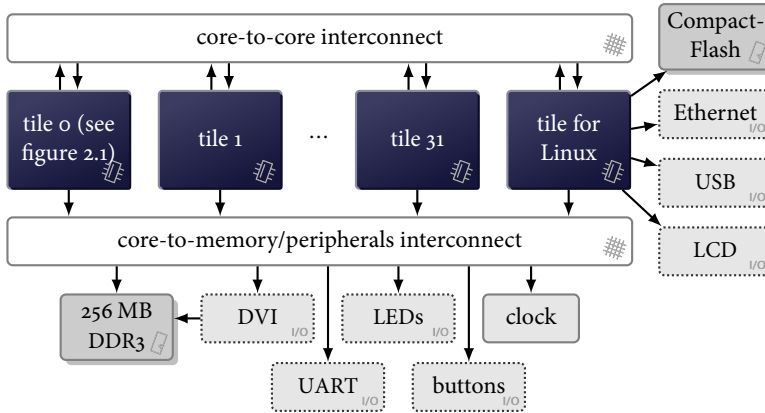 core-to-core interconnect
Compact-
Flash
tile 0 (see
figure 2.1)
tile 1
...
tile 31
tile for
Linux
Ethernet
I/O
USB
I/O
LCD
I/O
core-to-memory/peripherals interconnect
256 MB
DDR3
DVI
I/O
LEDs
I/O
clock
UART
I/O
buttons
I/O